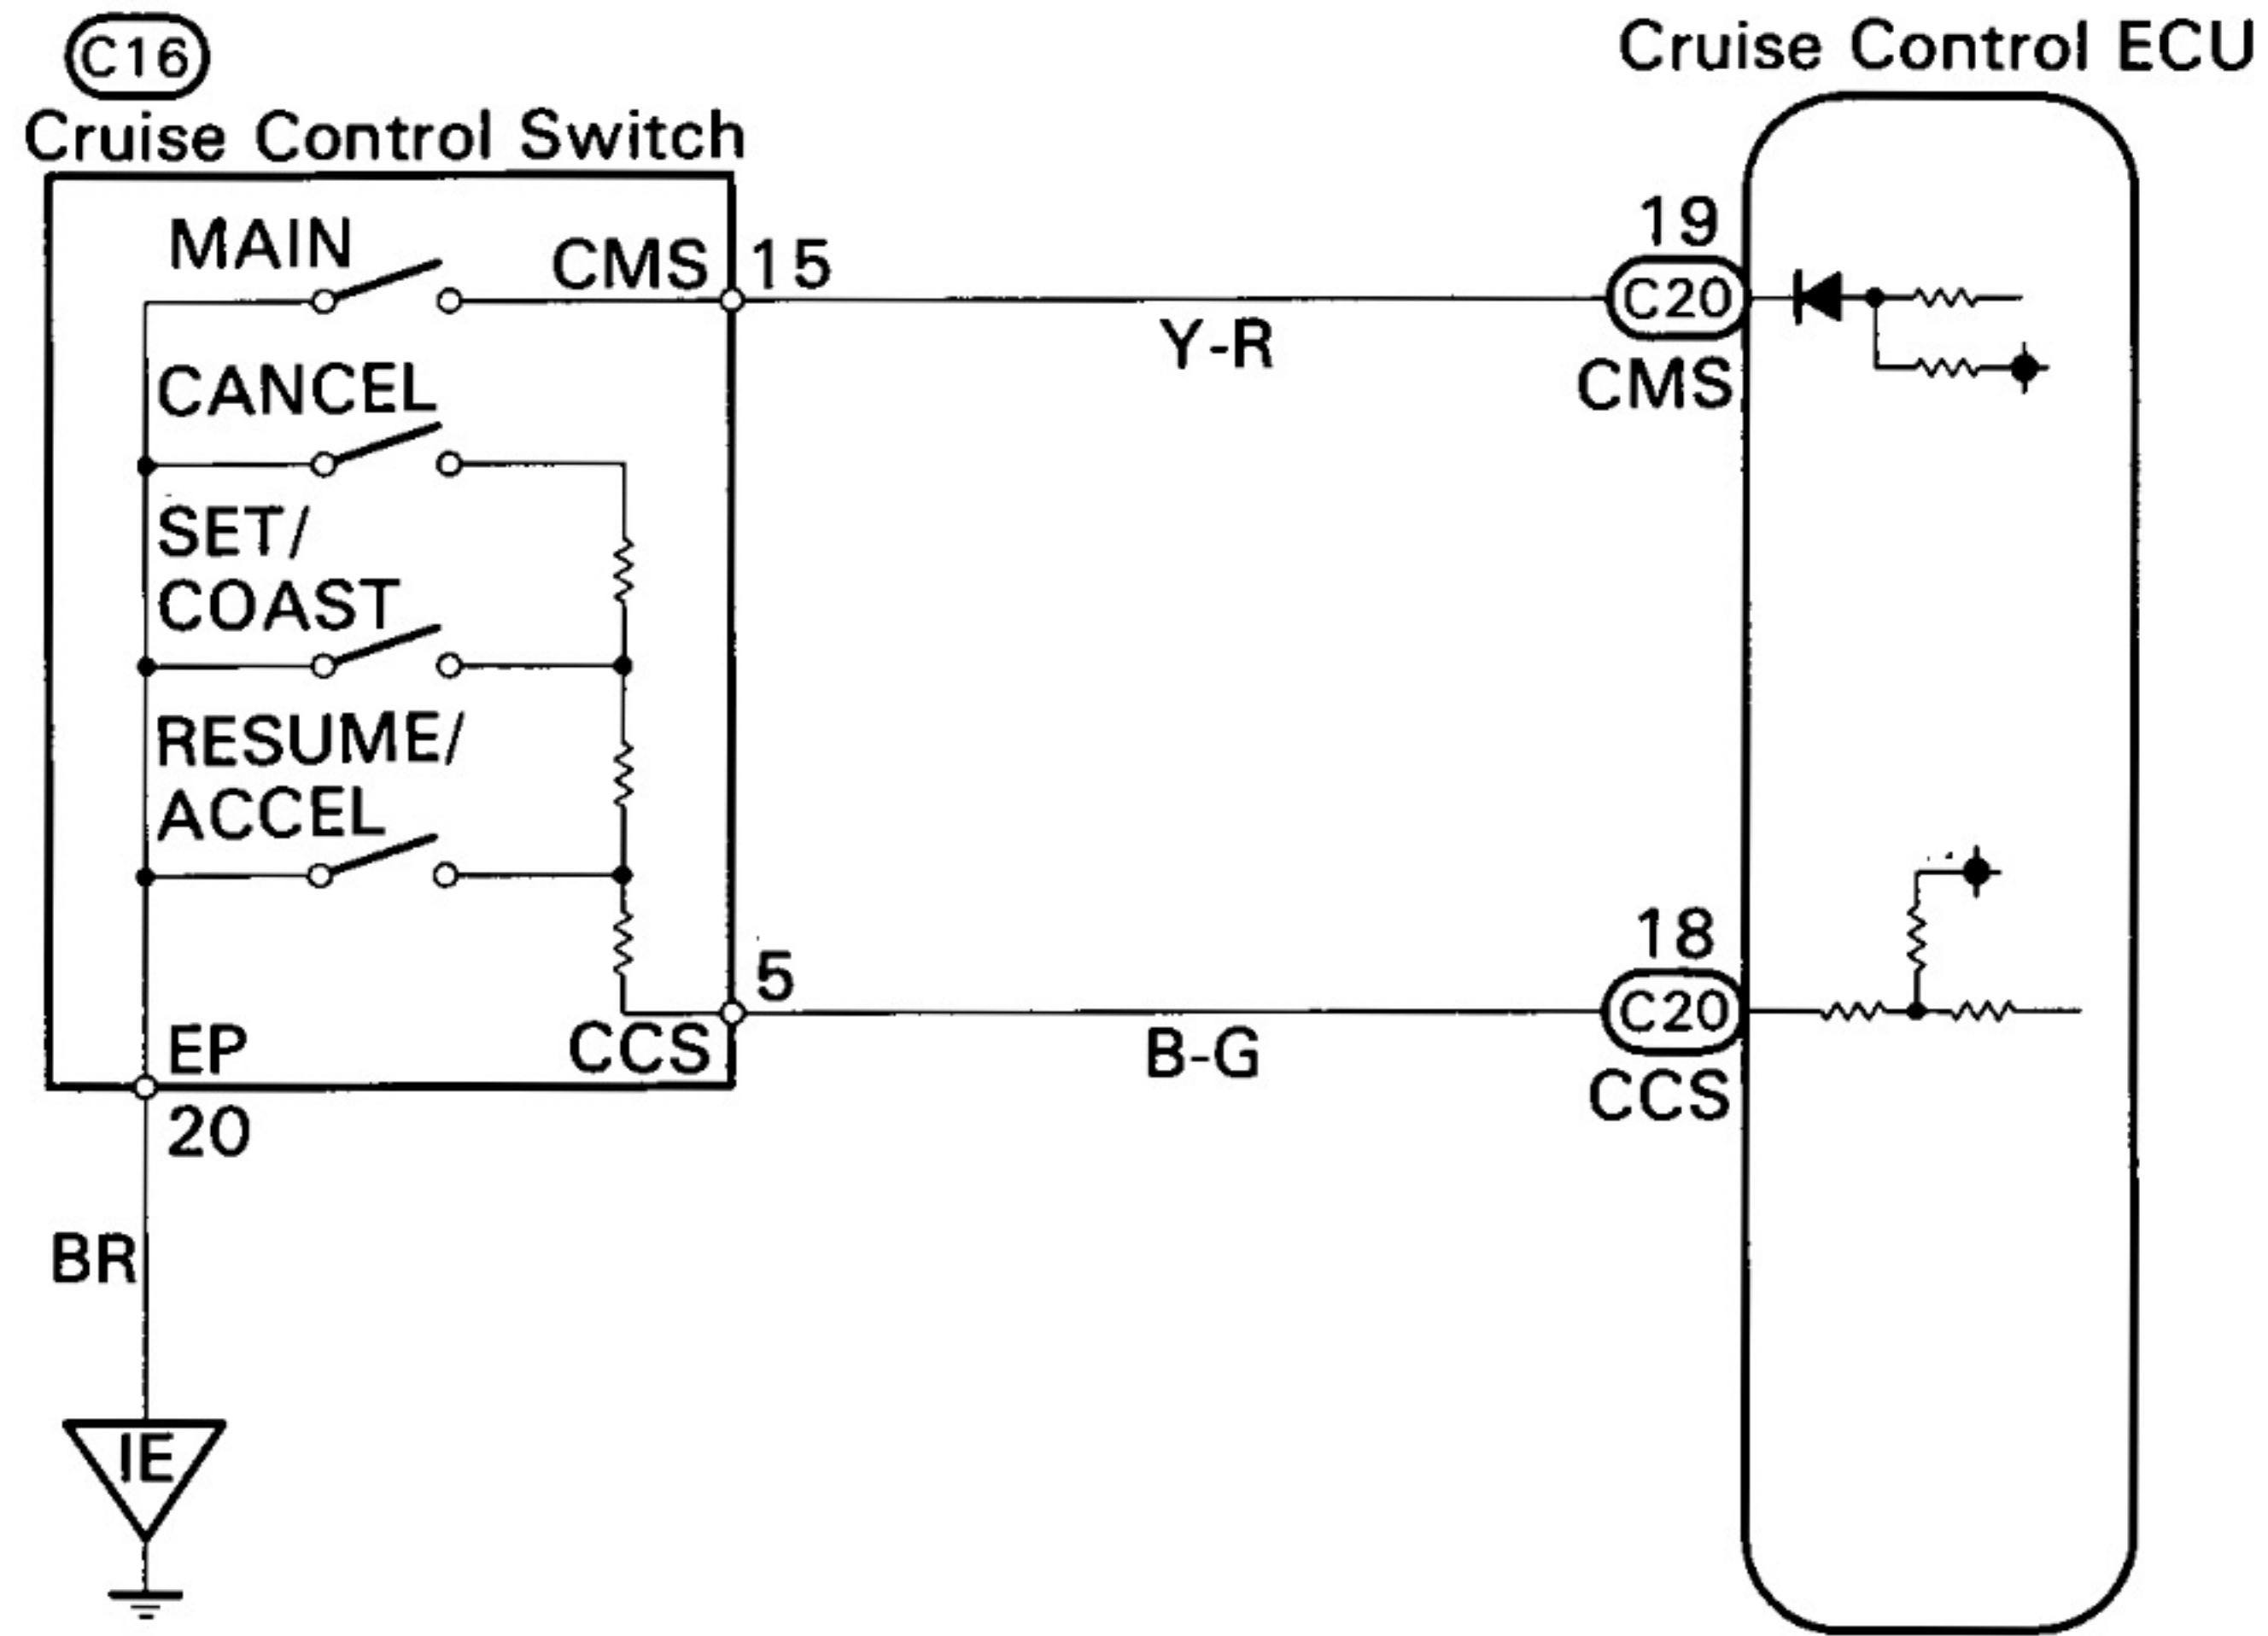 C16
Cruise Control Switch
Cruise Control ECU
MAIN
CMS
15
Y-R
19
C20
CMS
CANCEL
SET/
COAST
RESUME/
ACCEL
5
CCS
B-G
18
C20
CCS
EP
20
BR
IE